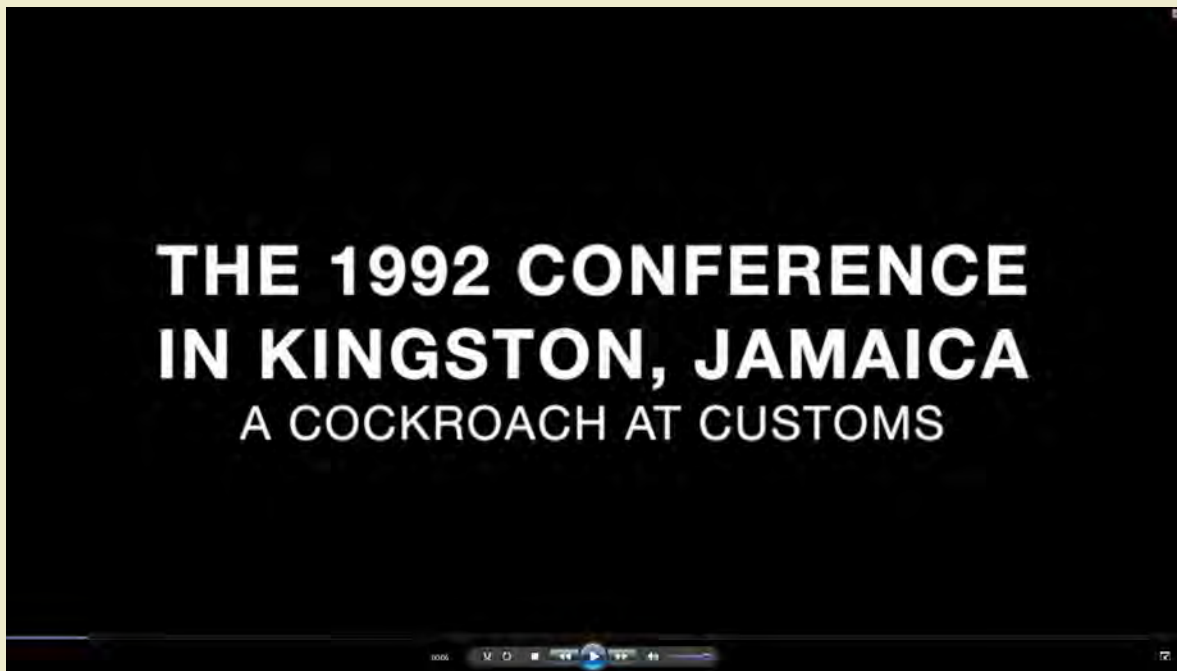 THE 1992 CONFERENCE
IN KINGSTON, JAMAICA
A COCKROACH AT CUSTOMS